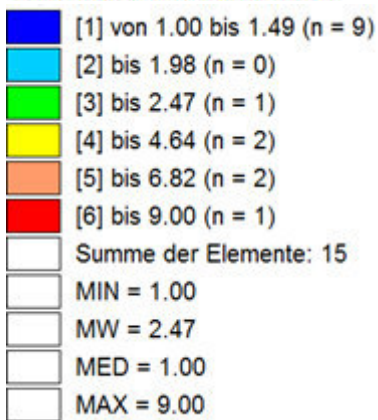 [1] von 1.00 bis 1.49 (n = 9)
[2] bis 1.98 (n = 0)
[3] bis 2.47 (n = 1)
[4] bis 4.64 (n = 2)
[5] bis 6.82 (n = 2)
[6] bis 9.00 (n = 1)
Summe der Elemente: 15
MIN = 1.00
MW = 2.47
MED = 1.00
MAX = 9.00